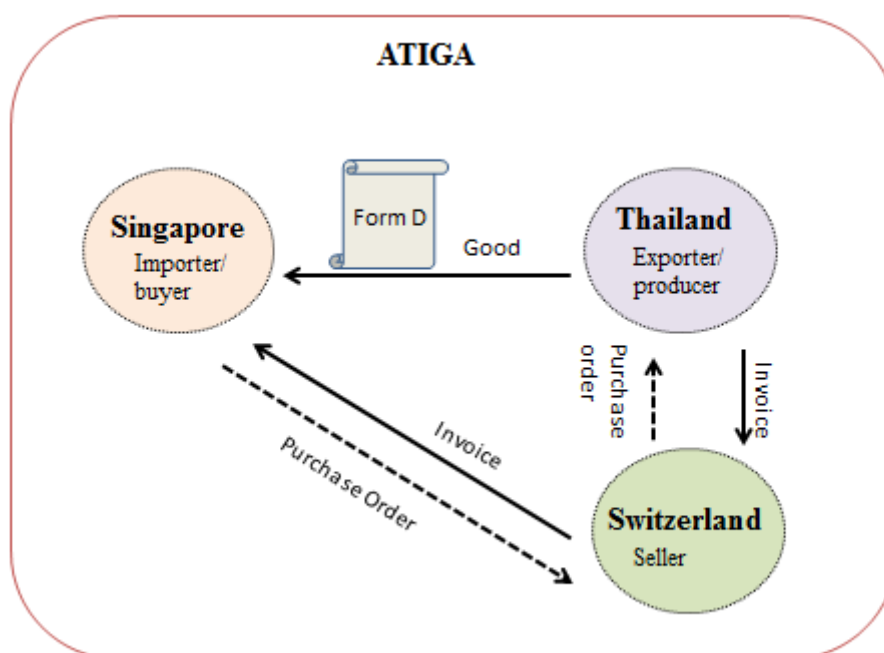 ATIGA
Singapore
Importer/
buyer
Form D
Good
Thailand
Exporter/
producer
Purchase
order
Invoice
Invoice
Purchase Order
Switzerland
Seller